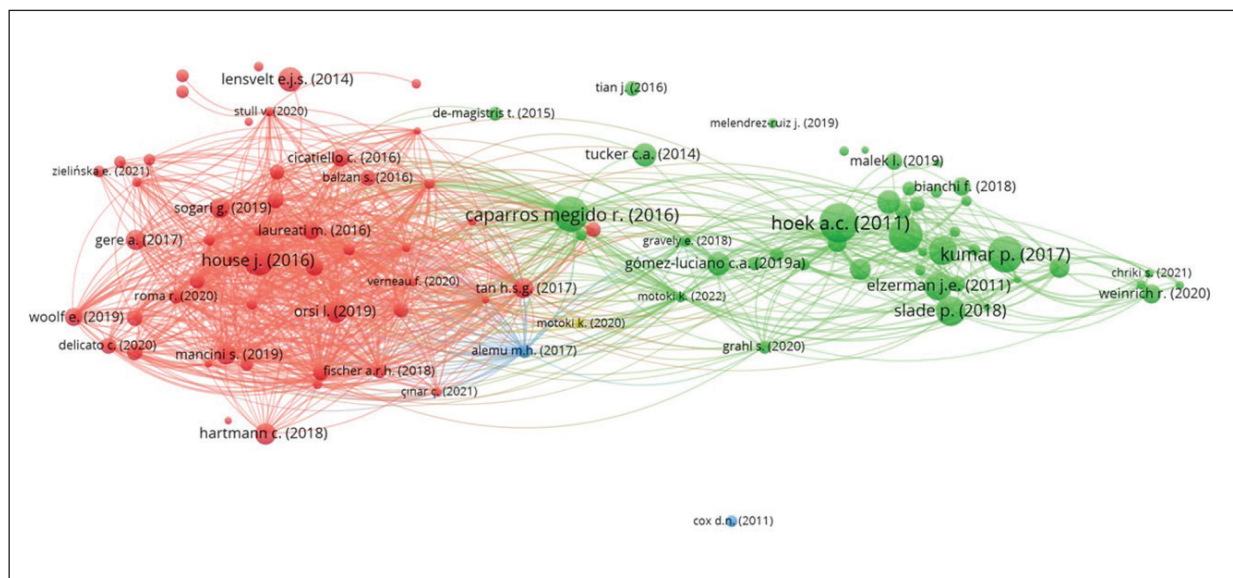 lensvelt e.j.s. (2014)
tian j. (2016)
stull v. (2020)
de-magistris t. (2015)
melendrez-ruiz j. (2019)
cicatiello c. (2016)
tucker c.a. (2014)
malek l. (2019)
zielińska e. (2021)
balzan s. (2016)
bianchi f. (2018)
sogari g. (2019)
caparros megido r. (2016)
hoek a.c. (2011)
laureati m. (2016)
gere a. (2017)
gravely e. (2018)
kumar p. (2017)
house j. (2016)
gómez-luciano c.a. (2019a)
chriki s. (2021)
verneau f. (2020)
tan h.s.g. (2017)
elzerman j.e. (2011)
weinrich r. (2020)
roma r. (2020)
motoki k. (2022)
orsi l. (2019)
slade p. (2018)
woolf e. (2019)
motoki k. (2020)
delicato c. (2020)
grahl s. (2020)
alemu m.h. (2017)
mancini s. (2019)
fischer a.r.h. (2018)
çınar ç. (2021)
hartmann c. (2018)
cox d.n. (2011)